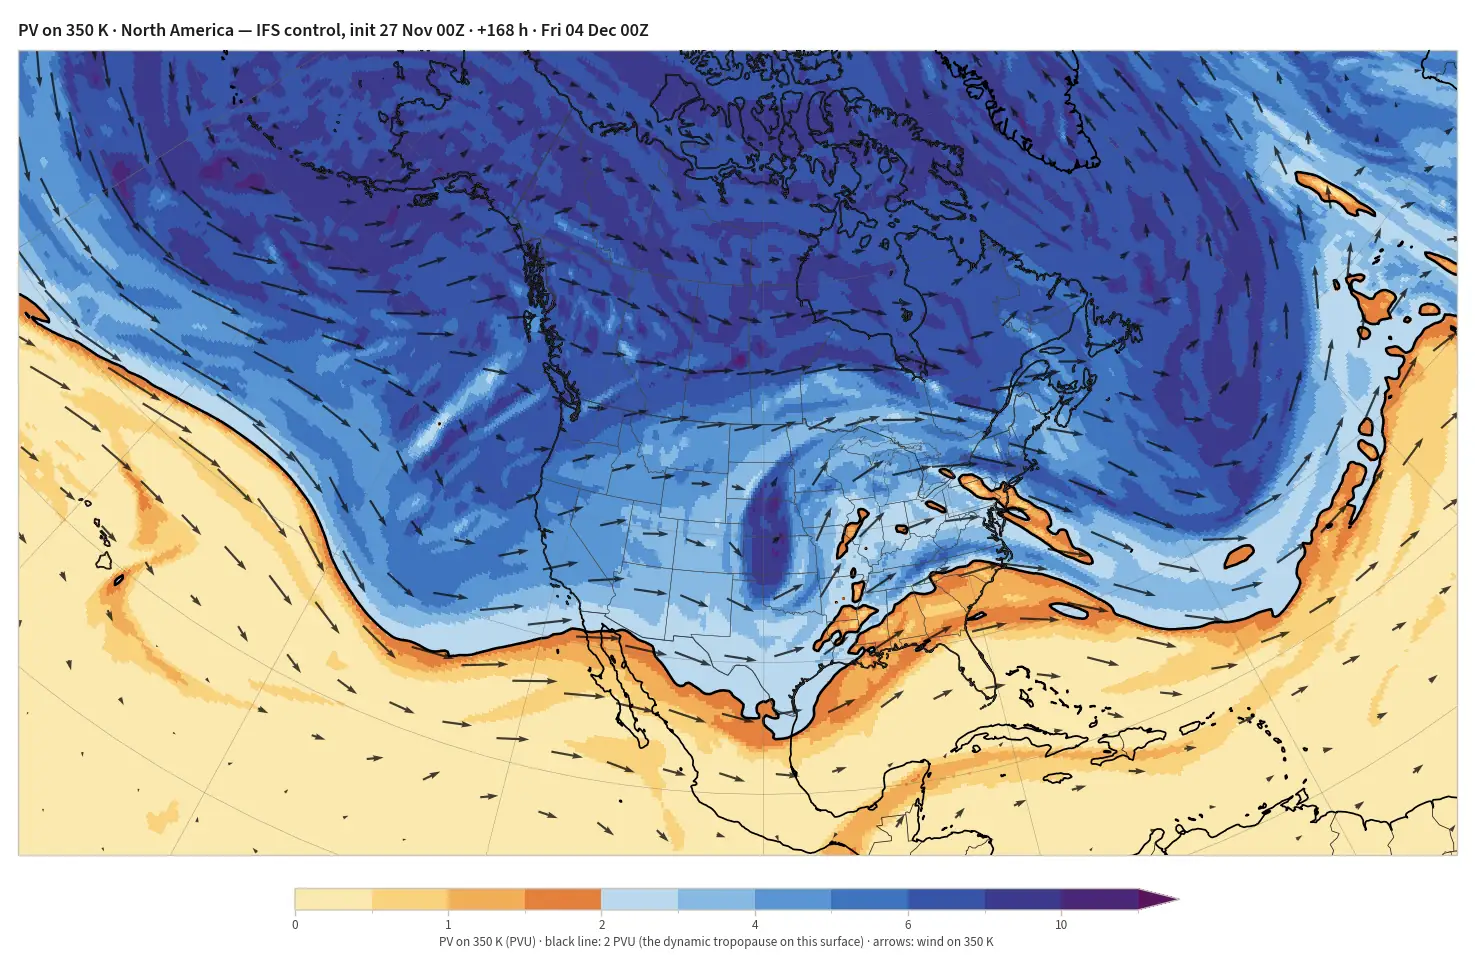 PV on 350 K · North America — IFS control, init 27 Nov 00Z · +168 h · Fri 04 Dec 00Z
0 1 2 4 6 10
PV on 350 K (PVU) · black line: 2 PVU (the dynamic tropopause on this surface) · arrows: wind on 350 K